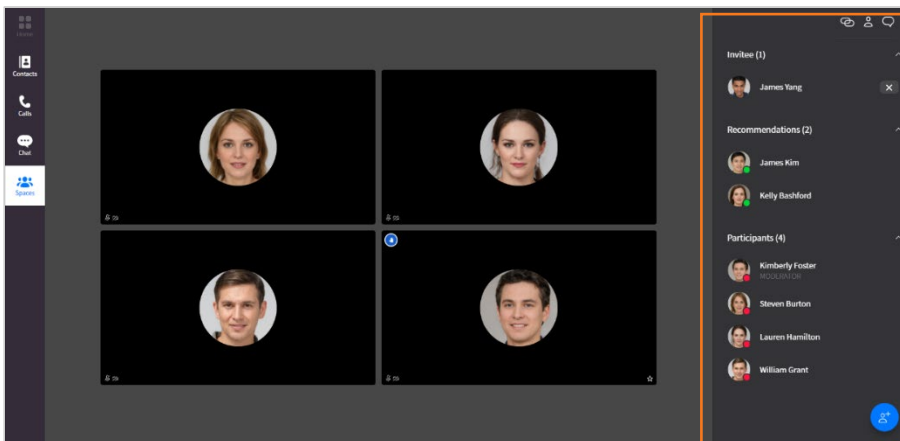 Home
Contacts
Calls
Chat
Spaces
Invitee (1)
James Yang
Recommendations (2)
James Kim
Kelly Bashford
Participants (4)
Kimberly Foster
MODERATOR
Steven Burton
Lauren Hamilton
William Grant